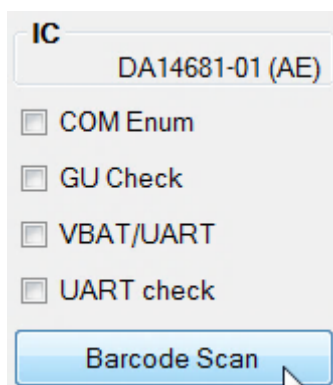 IC
DA14681-01 (AE)
COM Enum
GU Check
VBAT/UART
UART check
Barcode Scan